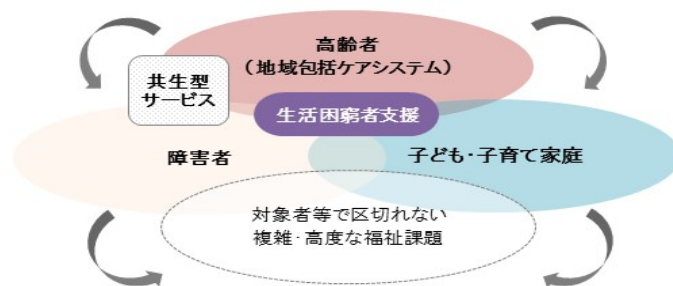 高齢者
（地域包括ケアシステム）
共生型
サービス
生活困窮者支援
障害者
子ども・子育て家庭
対象者等で区切れない
複雑・高度な福祉課題